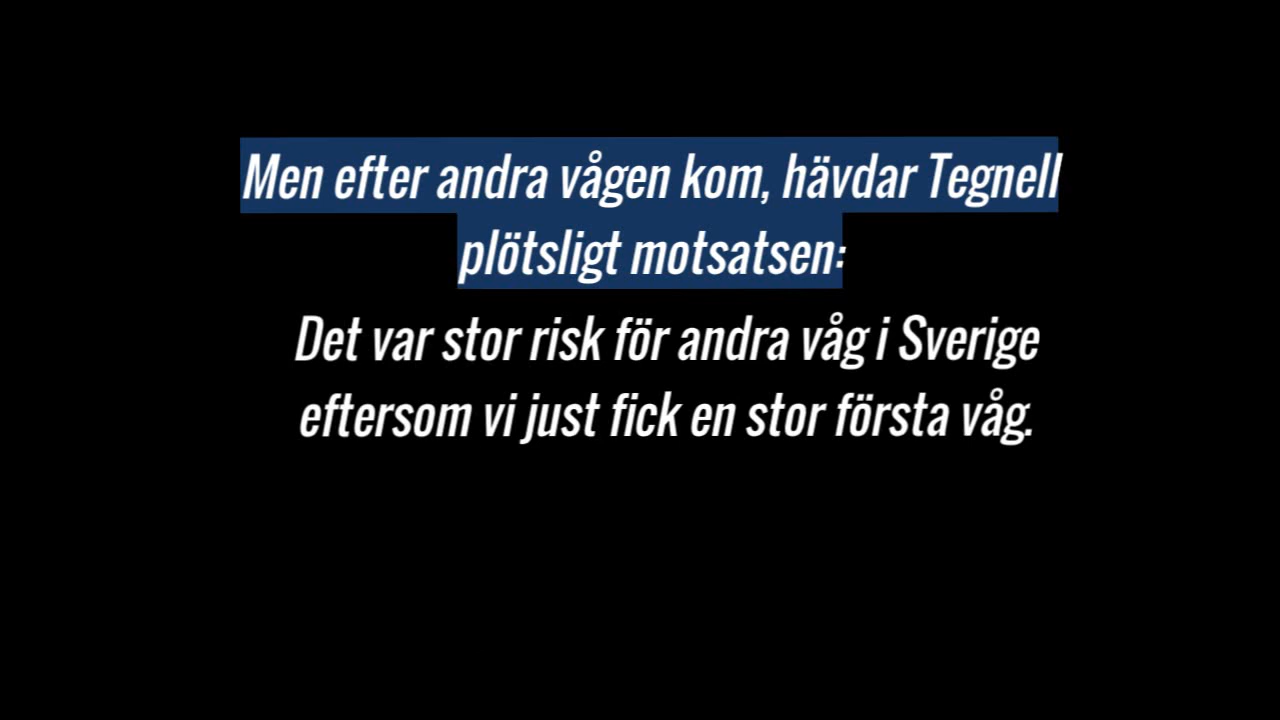 Men efter andra vågen kom, hävdar Tegnell
plötsligt motsatsen:
Det var stor risk för andra våg i Sverige
eftersom vi just fick en stor första våg.